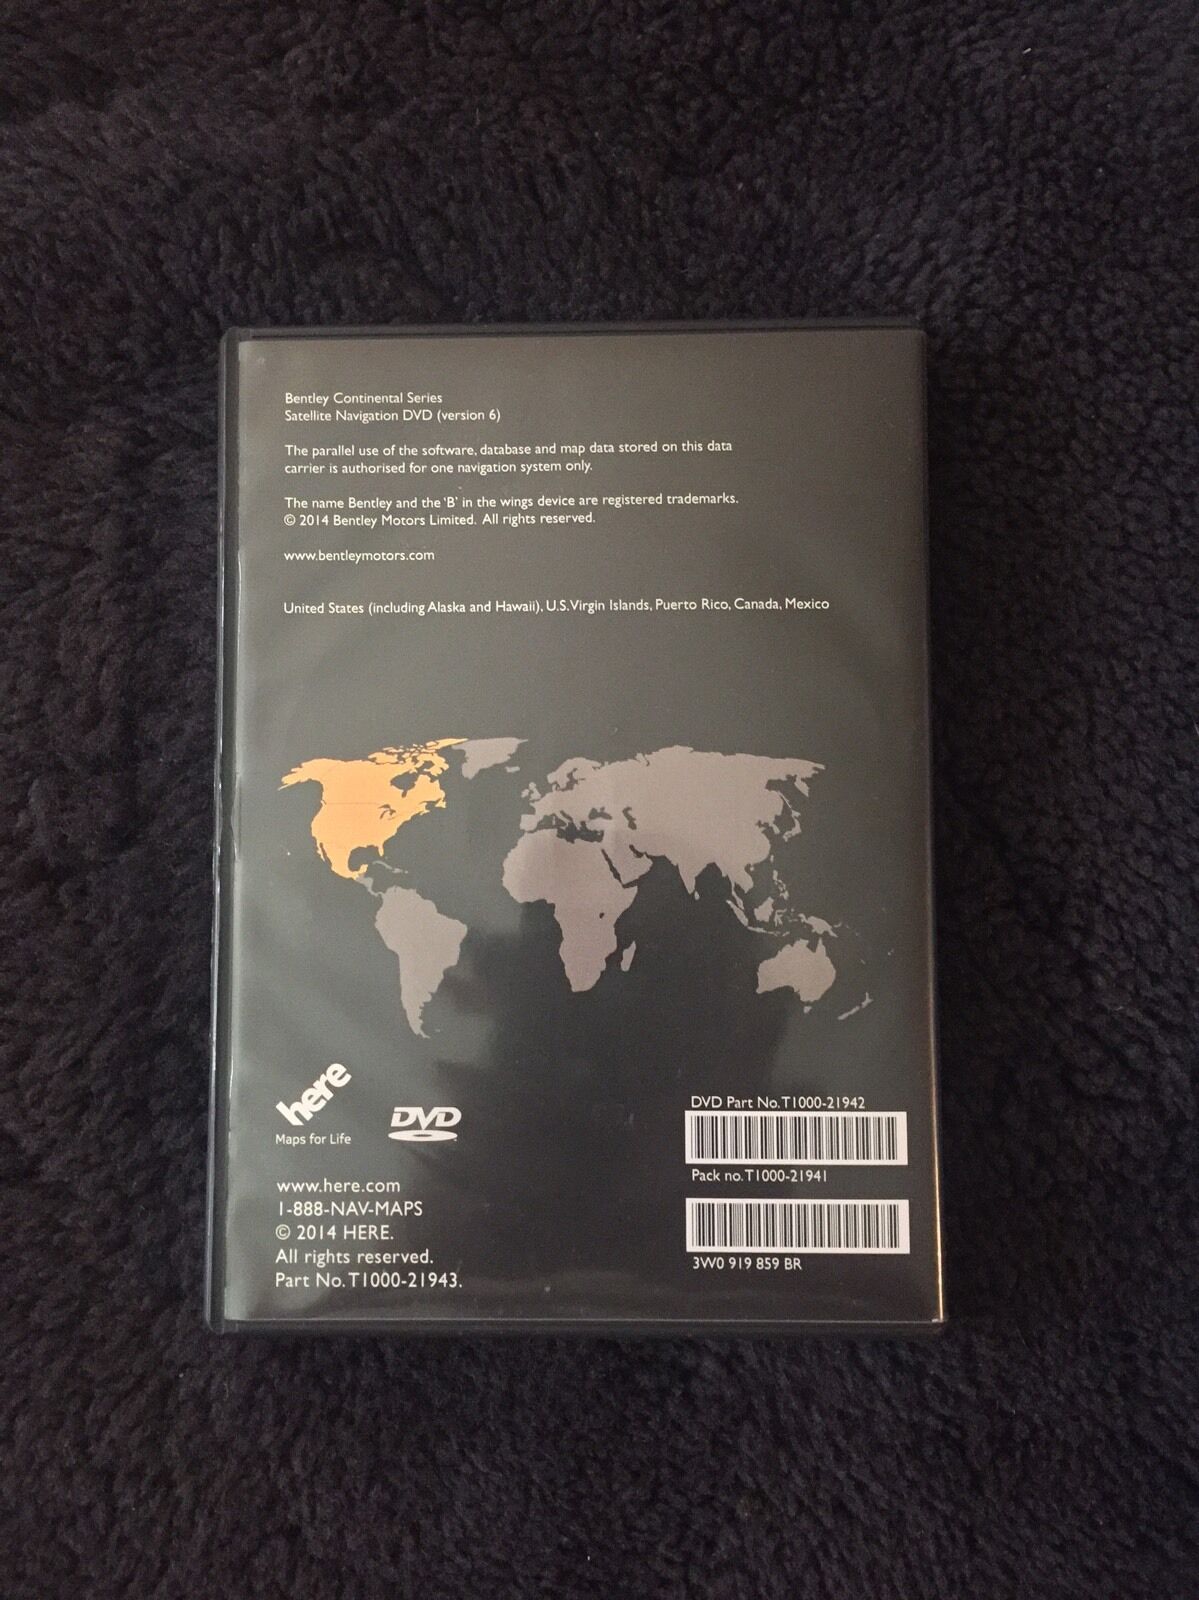 Bentley Continental Series
Satellite Navigation DVD (version 6)
The parallel use of the software, database and map data stored on this data
carrier is authorised for one navigation system only.
The name Bentley and the 'B' in the wings device are registered trademarks.
© 2014 Bentley Motors Limited. All rights reserved.
www.bentleymotors.com
United States (including Alaska and Hawaii), U.S. Virgin Islands, Puerto Rico, Canada, Mexico
here
Maps for Life
DVD
www.here.com
1-888-NAV-MAPS
© 2014 HERE.
All rights reserved.
Part No. T1000-21943.
DVD Part No. T1000-21942
Pack no. T1000-21941
3W0 919 859 BR